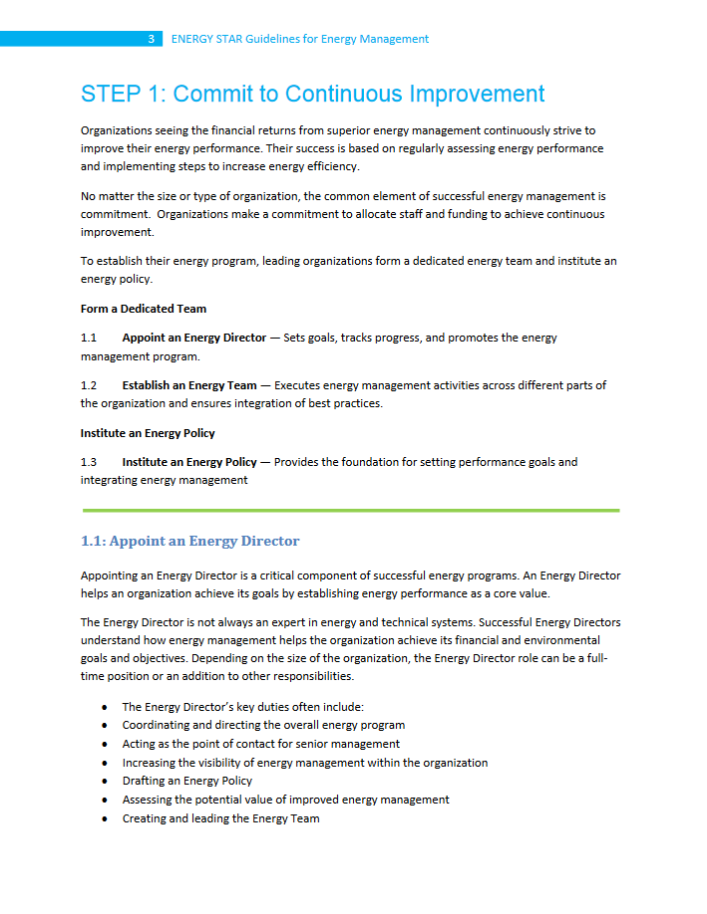 3 ENERGY STAR Guidelines for Energy Management
STEP 1: Commit to Continuous Improvement
Organizations seeing the financial returns from superior energy management continuously strive to
improve their energy performance. Their success is based on regularly assessing energy performance
and implementing steps to increase energy efficiency.
No matter the size or type of organization, the common element of successful energy management is
commitment.  Organizations make a commitment to allocate staff and funding to achieve continuous
improvement.
To establish their energy program, leading organizations form a dedicated energy team and institute an
energy policy.
Form a Dedicated Team
1.1 Appoint an Energy Director — Sets goals, tracks progress, and promotes the energy
management program.
1.2 Establish an Energy Team — Executes energy management activities across different parts of
the organization and ensures integration of best practices.
Institute an Energy Policy
1.3 Institute an Energy Policy — Provides the foundation for setting performance goals and
integrating energy management
1.1: Appoint an Energy Director
Appointing an Energy Director is a critical component of successful energy programs. An Energy Director
helps an organization achieve its goals by establishing energy performance as a core value.
The Energy Director is not always an expert in energy and technical systems. Successful Energy Directors
understand how energy management helps the organization achieve its financial and environmental
goals and objectives. Depending on the size of the organization, the Energy Director role can be a full-
time position or an addition to other responsibilities.
• The Energy Director's key duties often include:
• Coordinating and directing the overall energy program
• Acting as the point of contact for senior management
• Increasing the visibility of energy management within the organization
• Drafting an Energy Policy
• Assessing the potential value of improved energy management
• Creating and leading the Energy Team